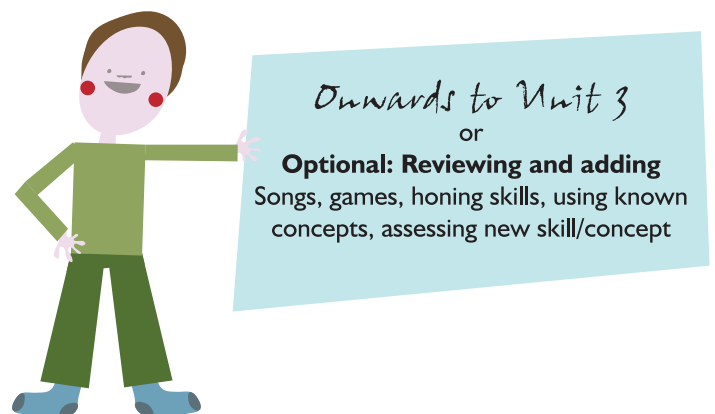 Onwards to Unit 3
or
Optional: Reviewing and adding
Songs, games, honing skills, using known
concepts, assessing new skill/concept